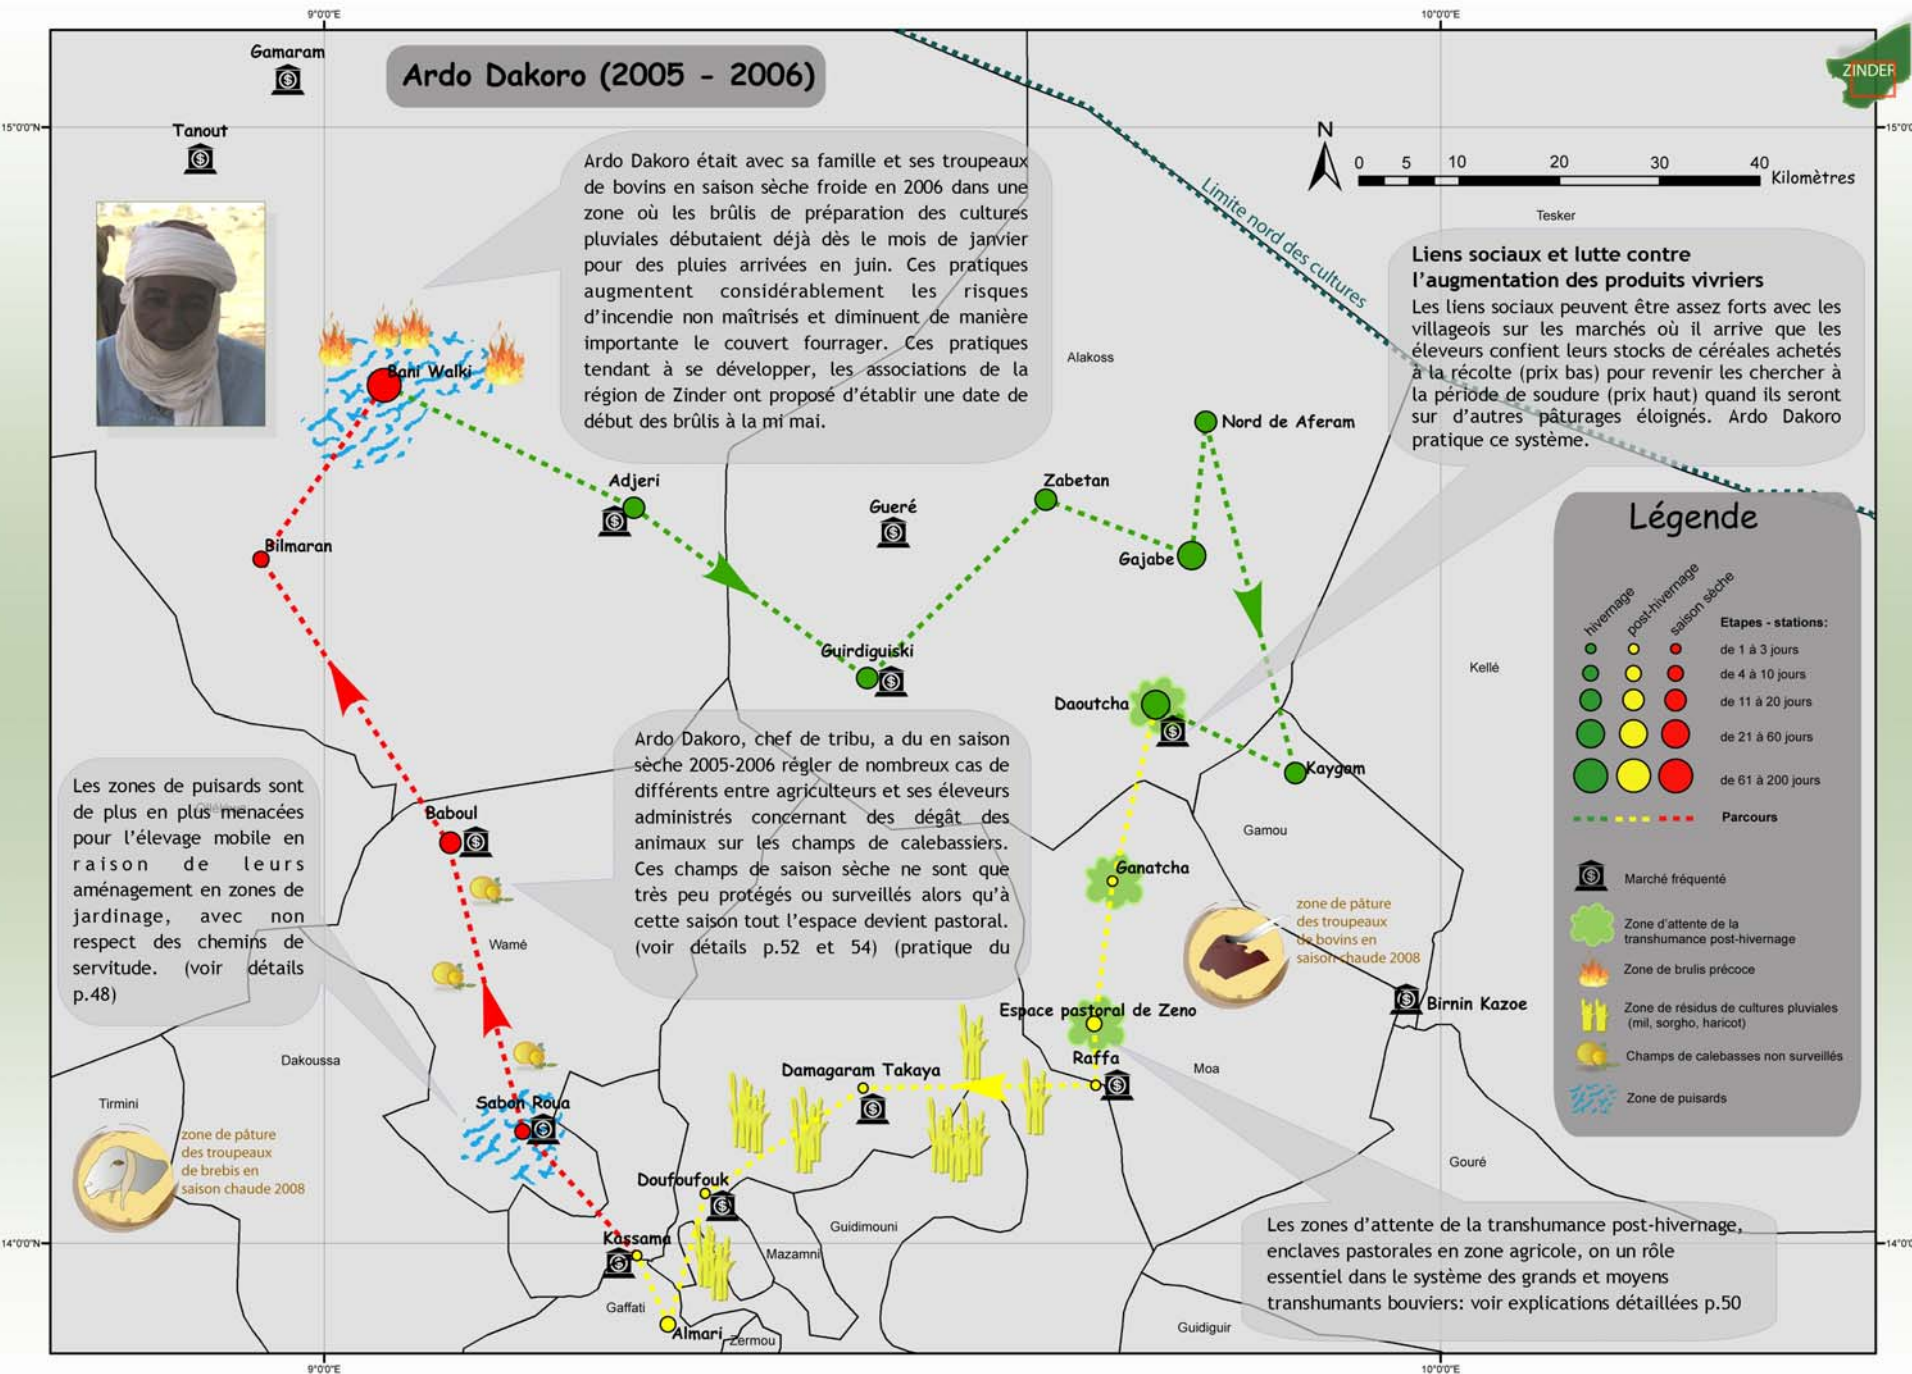 9°0'0"E
10°0'0"E
Gamaram
Ardo Dakoro (2005 - 2006)
ZINDER
15°0'0"N
Tanout
N
0 5 10 20 30 40
Kilomètres
Tesker
Limite nord des cultures
Ardo Dakoro était avec sa famille et ses troupeaux
de bovins en saison sèche froide en 2006 dans une
zone où les brûlis de préparation des cultures
pluviales débutaient déjà dès le mois de janvier
pour des pluies arrivées en juin. Ces pratiques
augmentent considérablement les risques
d'incendie non maîtrisés et diminuent de manière
importante le couvert fourrager. Ces pratiques
tendant à se développer, les associations de la
région de Zinder ont proposé d'établir une date de
début des brûlis à la mi mai.
Liens sociaux et lutte contre
l'augmentation des produits vivriers
Les liens sociaux peuvent être assez forts avec les
villageois sur les marchés où il arrive que les
éleveurs confient leurs stocks de céréales achetés
à la récolte (prix bas) pour revenir les chercher à
la période de soudure (prix haut) quand ils seront
sur d'autres pâturages éloignés. Ardo Dakoro
pratique ce système.
Alakoss
Bani Walki
Nord de Aferam
Adjeri
Zabetan
Gueré
Bilmaran
Gajabe
Guirdiguiski
Kellé
Daoutcha
Kaygam
Légende
hivernage
post-hivernage
saison sèche
Etapes - stations:
de 1 à 3 jours
de 4 à 10 jours
de 11 à 20 jours
de 21 à 60 jours
de 61 à 200 jours
Parcours
Marché fréquenté
Zone d'attente de la
transhumance post-hivernage
Zone de brulis précoce
Zone de résidus de cultures pluviales
(mil, sorgho, haricot)
Champs de calebasses non surveillés
Zone de puisards
Ardo Dakoro, chef de tribu, a du en saison
sèche 2005-2006 régler de nombreux cas de
différents entre agriculteurs et ses éleveurs
administrés concernant des dégât des
animaux sur les champs de calebassiers.
Ces champs de saison sèche ne sont que
très peu protégés ou surveillés alors qu'à
cette saison tout l'espace devient pastoral.
(voir détails p.52 et 54) (pratique du
Les zones de puisards sont
de plus en plus menacées
pour l'élevage mobile en
raison de leurs
aménagement en zones de
jardinage, avec non
respect des chemins de
servitude. (voir détails
p.48)
Baboul
Gamou
Ganatcha
Wamé
zone de pâture
des troupeaux
de bovins en
saison chaude 2008
Birnin Kazoe
Espace pastoral de Zeno
Raffa
Dakoussa
Damagaram Takaya
Moa
Tirmini
Sabon Roua
zone de pâture
des troupeaux
de brebis en
saison chaude 2008
Gouré
Doufoufouk
Guidimouni
Kassama
Mazamni
14°0'0"N
Les zones d'attente de la transhumance post-hivernage,
enclaves pastorales en zone agricole, on un rôle
essentiel dans le système des grands et moyens
transhumants bouviers: voir explications détaillées p.50
Gaffati
Almari
Zermou
Guidiguir
9°0'0"E
10°0'0"E